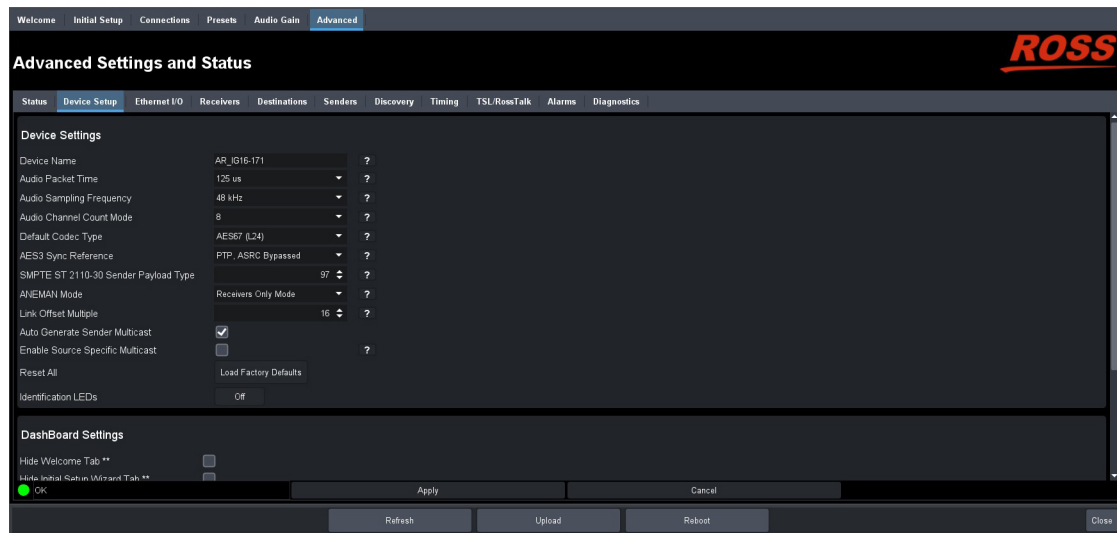 Welcome Initial Setup Connections Presets Audio Gain Advanced
Advanced Settings and Status
ROSS
Status Device Setup Ethernet I/O Receivers Destinations Senders Discovery Timing TSL/RossTalk Alarms Diagnostics
Device Settings
Device Name AR_IG16-171 ?
Audio Packet Time 125 us ?
Audio Sampling Frequency 48 kHz ?
Audio Channel Count Mode 8 ?
Default Codec Type AES67 (L24) ?
AES3 Sync Reference PTP, ASRC Bypassed ?
SMPTE ST 2110-30 Sender Payload Type 97 ?
ANEMAN Mode Receivers Only Mode ?
Link Offset Multiple 16 ?
Auto Generate Sender Multicast
Enable Source Specific Multicast ?
Reset All Load Factory Defaults
Identification LEDs Off
DashBoard Settings
Hide Welcome Tab **
Hide Initial Setup Wizard Tab **
OK Apply Cancel
Refresh Upload Reboot Close